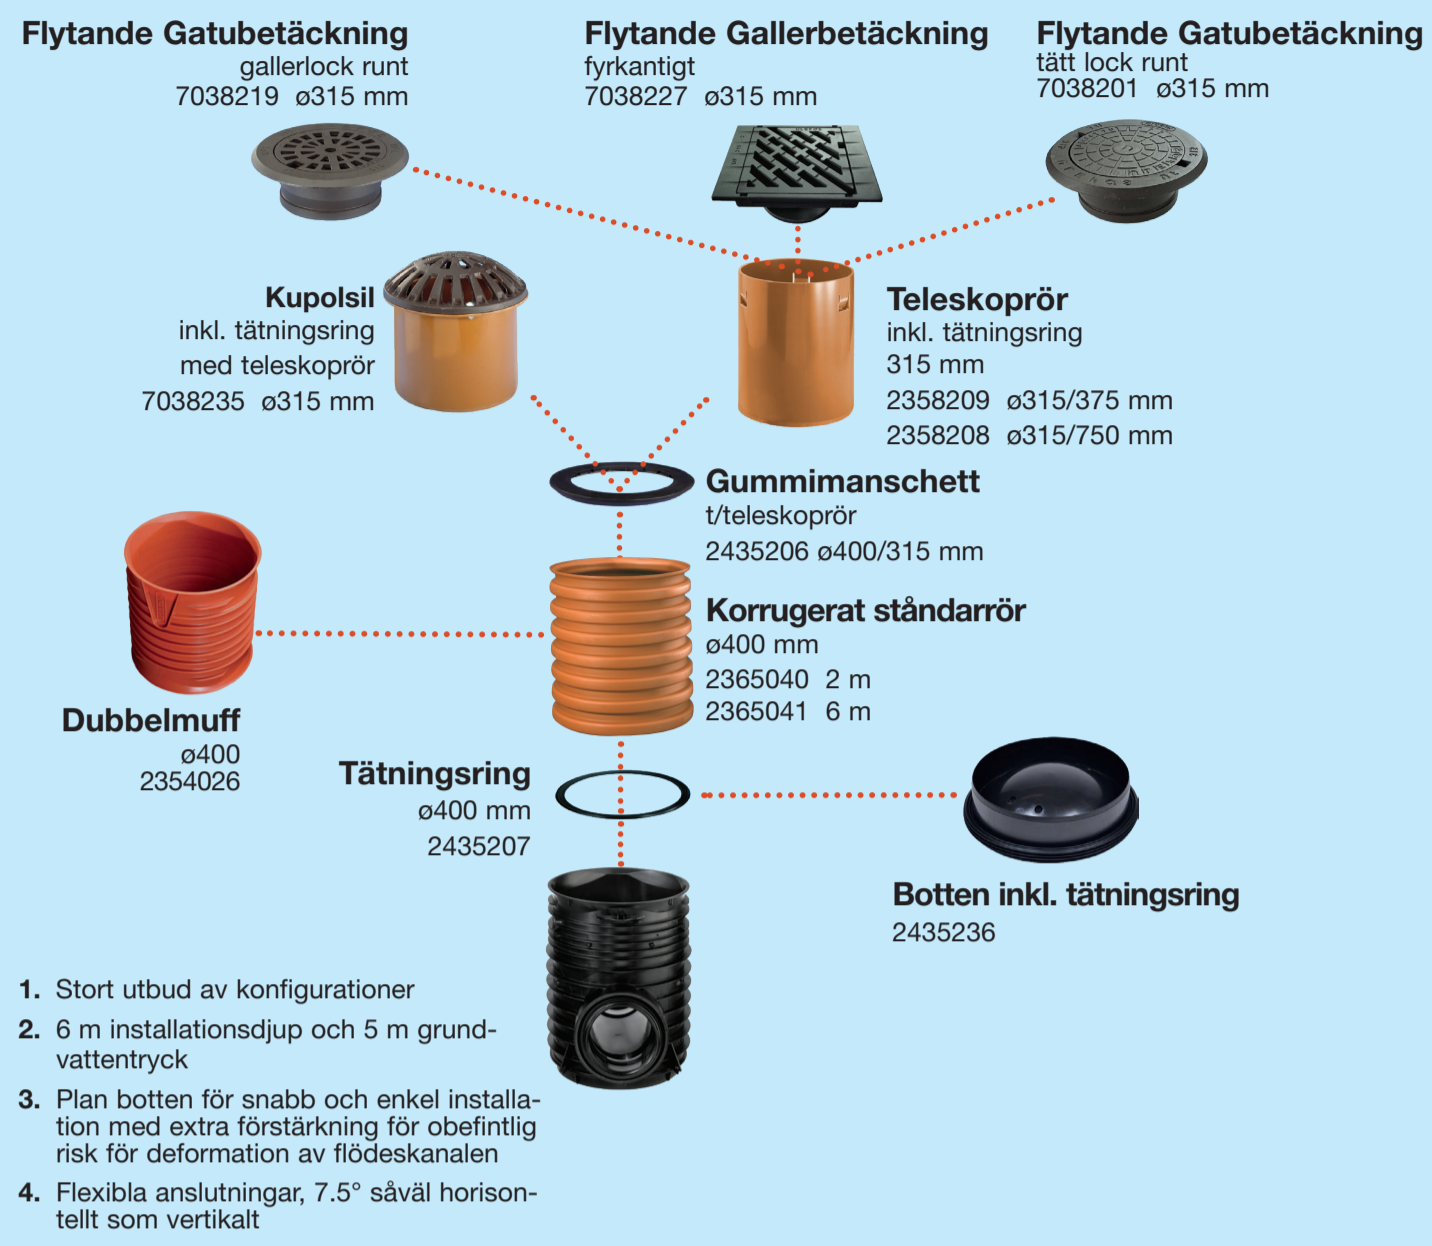 Flytande Gatubetäckning
gallerlock runt
7038219 ø315 mm
Flytande Gallerbetäckning
fyrkantigt
7038227 ø315 mm
Flytande Gatubetäckning
tätt lock runt
7038201 ø315 mm
Kupolsil
inkl. tätningsring
med teleskoprör
7038235 ø315 mm
Teleskoprör
inkl. tätningsring
315 mm
2358209 ø315/375 mm
2358208 ø315/750 mm
Gummimanschett
t/teleskoprör
2435206 ø400/315 mm
Korrugerat ståndarrör
ø400 mm
2365040 2 m
2365041 6 m
Dubbelmuff
ø400
2354026
Tätningsring
ø400 mm
2435207
Botten inkl. tätningsring
2435236
1. Stort utbud av konfigurationer
2. 6 m installationsdjup och 5 m grund-
vattentryck
3. Plan botten för snabb och enkel installa-
tion med extra förstärkning för obefintlig
risk för deformation av flödeskanalen
4. Flexibla anslutningar, 7.5° såväl horison-
tellt som vertikalt